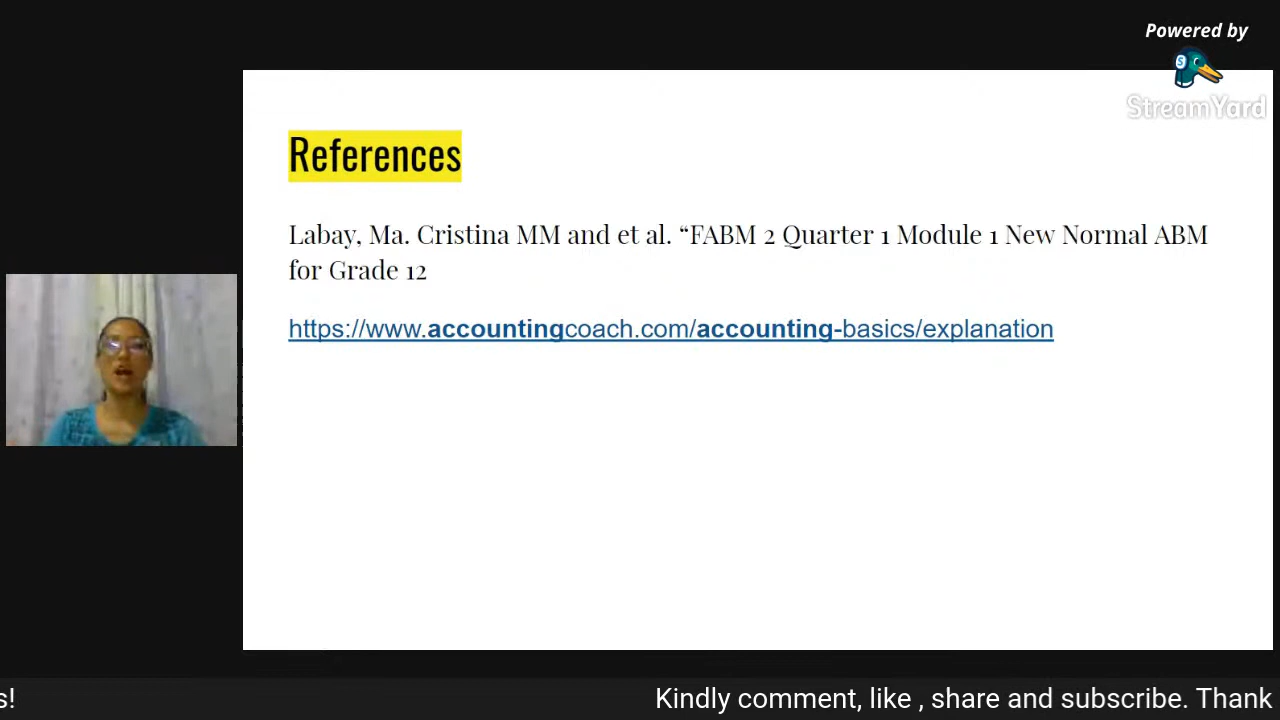 Powered by
StreamYard
References
Labay, Ma. Cristina MM and et al. “FABM 2 Quarter 1 Module 1 New Normal ABM
for Grade 12
https://www.accountingcoach.com/accounting-basics/explanation
s! Kindly comment, like , share and subscribe. Thank